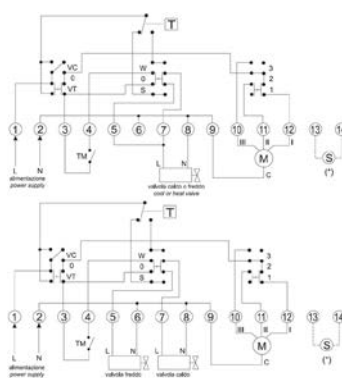 T
VC
0
VT
W
0
S
3
2
1
1 2 3 4 5 6 7 8 9 10 11 12 13 14
L N TM L N III II I
M
S
C
(*)
alimentazione
power supply
valvola caldo o freddo
cool or heat valve
T
VC
0
VT
W
0
S
3
2
1
1 2 3 4 5 6 7 8 9 10 11 12 13 14
TM L N L N III II I
M
S
L N C
(*)
alimentazione
power supply
valvola freddo valvola caldo